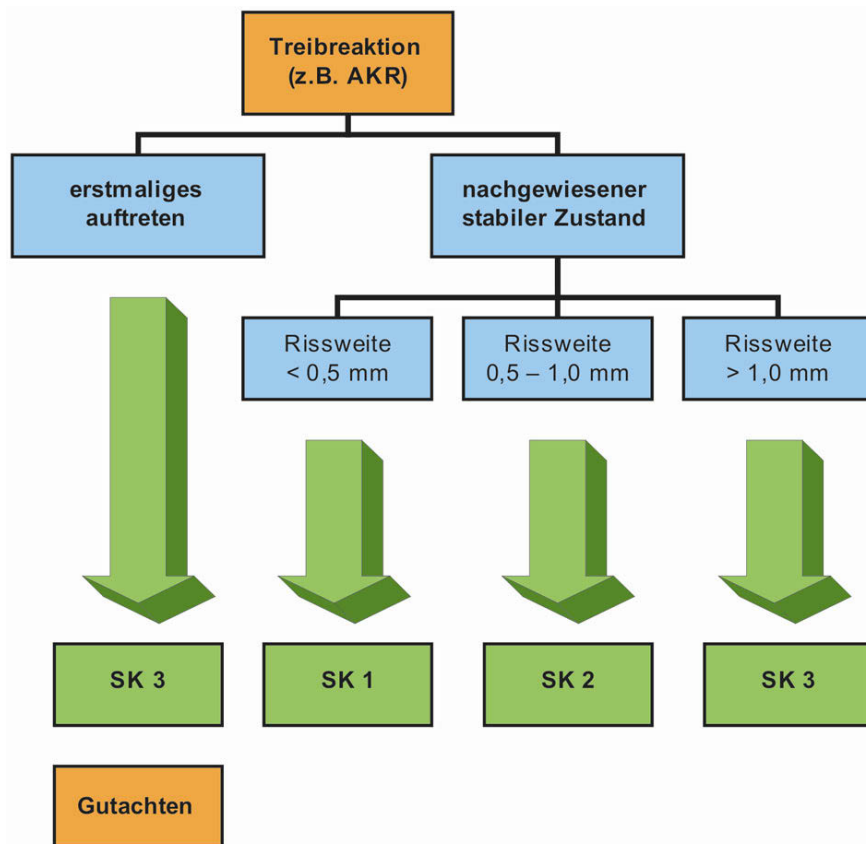 Treibreaktion
(z.B. AKR)
erstmaliges
auftreten
nachgewiesener
stabiler Zustand
Rissweite
< 0,5 mm
Rissweite
0,5 – 1,0 mm
Rissweite
> 1,0 mm
SK 3
SK 1
SK 2
SK 3
Gutachten